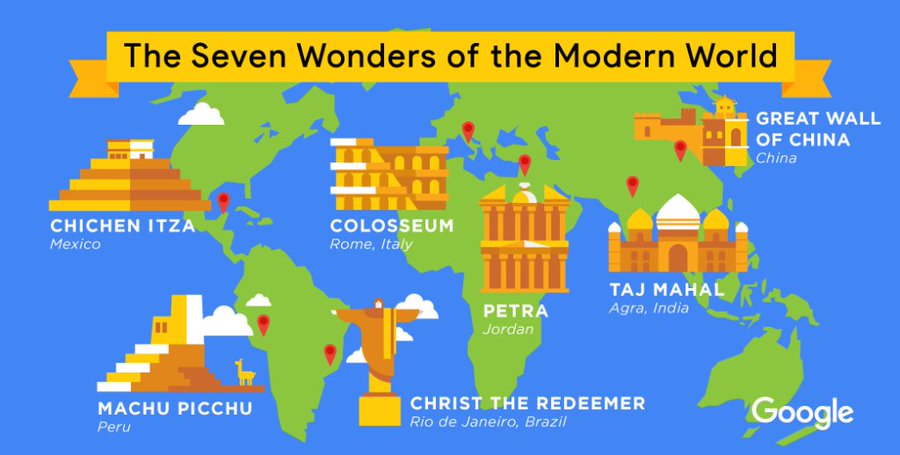 The Seven Wonders of the Modern World
GREAT WALL
OF CHINA
China
CHICHEN ITZA
Mexico
COLOSSEUM
Rome, Italy
PETRA
Jordan
TAJ MAHAL
Agra, India
MACHU PICCHU
Peru
CHRIST THE REDEEMER
Rio de Janeiro, Brazil
Google